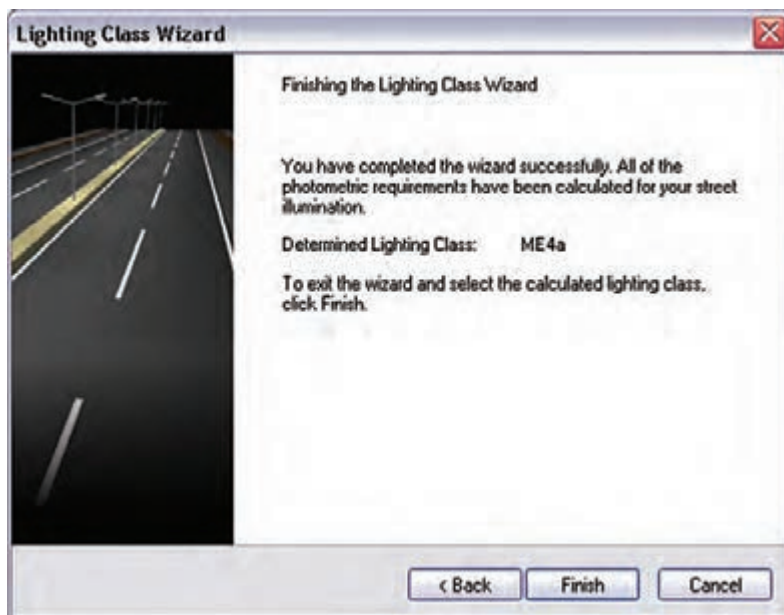 Lighting Class Wizard
Finishing the Lighting Class Wizard
You have completed the wizard successfully. All of the
photometric requirements have been calculated for your street
illumination.
Determined Lighting Class: ME4a
To exit the wizard and select the calculated lighting class,
click Finish.
< Back Finish Cancel